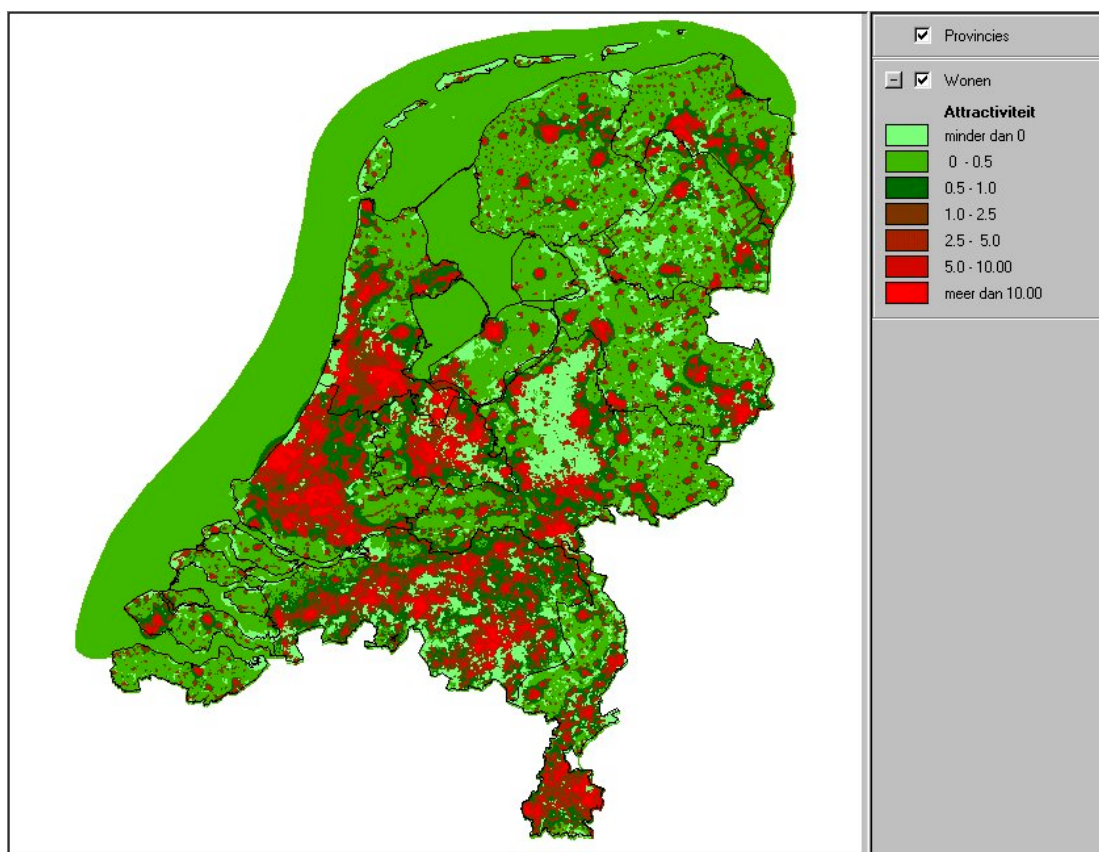 Provincies
Wonen
Attractiviteit
minder dan 0
0 - 0.5
0.5 - 1.0
1.0 - 2.5
2.5 - 5.0
5.0 - 10.00
meer dan 10.00